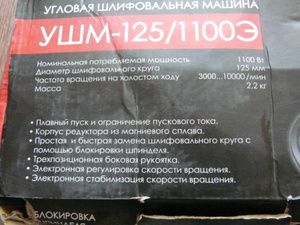 УГЛОВАЯ ШЛИФОВАЛЬНАЯ МАШИНА
УШМ-125/1100Э
Номинальная потребляемая мощность 1100 Вт
Диаметр шлифовального круга 125 мм
Частота вращения на холостом ходу 3000...10000 /мин
Масса 2.2 кг
• Плавный пуск и ограничение пускового тока.
• Корпус редуктора из магниевого сплава.
• Простая и быстрая замена шлифовального круга с
помощью блокировки шпинделя.
• Трехпозиционная боковая рукоятка.
• Электронная регулировка скорости вращения.
• Электронная стабилизация скорости вращения.
БЛОКИРОВКА
ШПИНДЕЛЯ